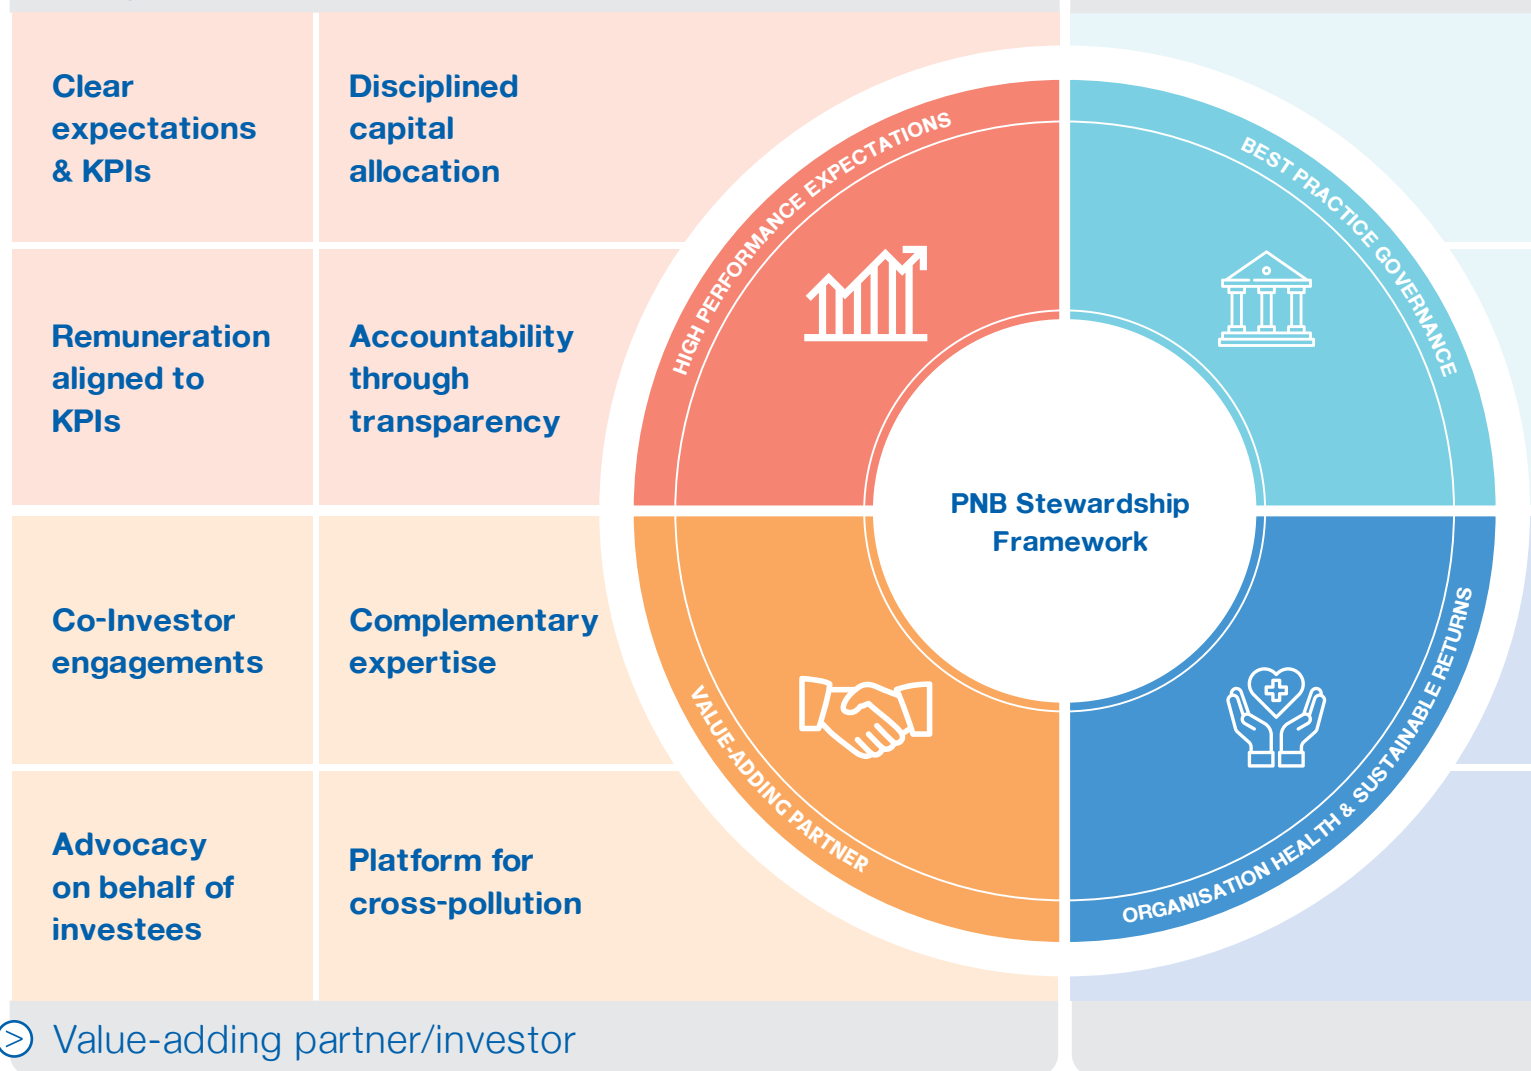 Clear
expectations
& KPIs
Disciplined
capital
allocation
Remuneration
aligned to
KPIs
Accountability
through
transparency
Co-Investor
engagements
Complementary
expertise
Advocacy
on behalf of
investees
Platform for
cross-pollution
HIGH PERFORMANCE EXPECTATIONS
BEST PRACTICE GOVERNANCE
PNB Stewardship
Framework
VALUE-ADDING PARTNER
ORGANISATION HEALTH & SUSTAINABLE RETURNS
Value-adding partner/investor